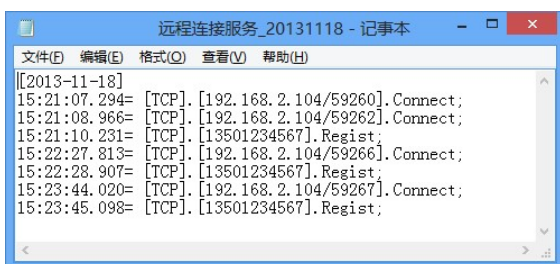 远程连接服务_20131118 - 记事本
文件(F) 编辑(E) 格式(O) 查看(V) 帮助(H)
[2013-11-18]
15:21:07.294= [TCP].[192.168.2.104/59260].Connect;
15:21:08.966= [TCP].[192.168.2.104/59262].Connect;
15:21:10.231= [TCP].[13501234567].Regist;
15:22:27.813= [TCP].[192.168.2.104/59266].Connect;
15:22:28.907= [TCP].[13501234567].Regist;
15:23:44.020= [TCP].[192.168.2.104/59267].Connect;
15:23:45.098= [TCP].[13501234567].Regist;